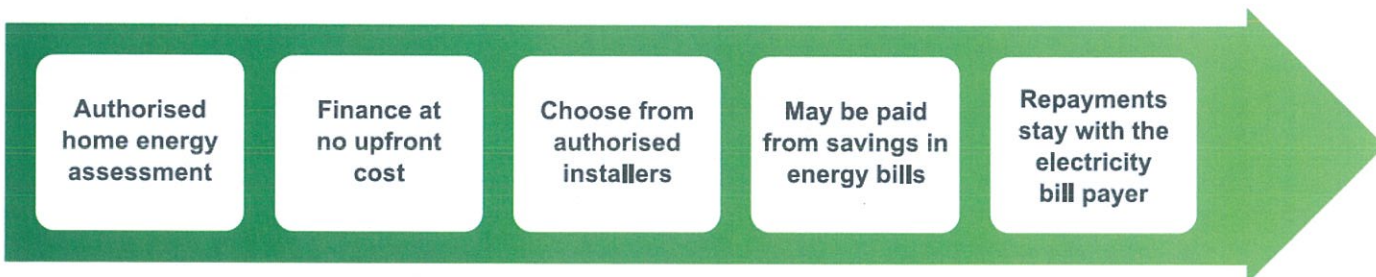 Authorised
home energy
assessment
Finance at
no upfront
cost
Choose from
authorised
installers
May be paid
from savings in
energy bills
Repayments
stay with the
electricity
bill payer